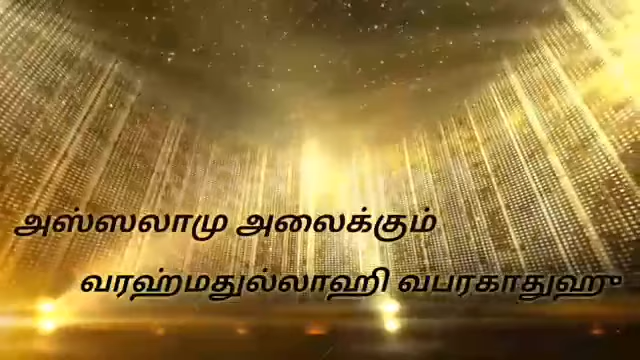 அஸ்ஸலாமு அலைக்கும்
வரஹ்மதுல்லாஹி வபரகாதுஹு